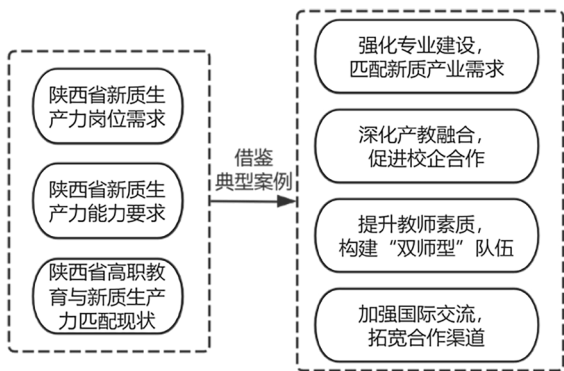 陕西省新质生
产力岗位需求
陕西省新质生
产力能力要求
陕西省高职教
育与新质生产
力匹配现状
借鉴
典型案例
强化专业建设，
匹配新质产业需求
深化产教融合，
促进校企合作
提升教师素质，
构建“双师型”队伍
加强国际交流，
拓宽合作渠道